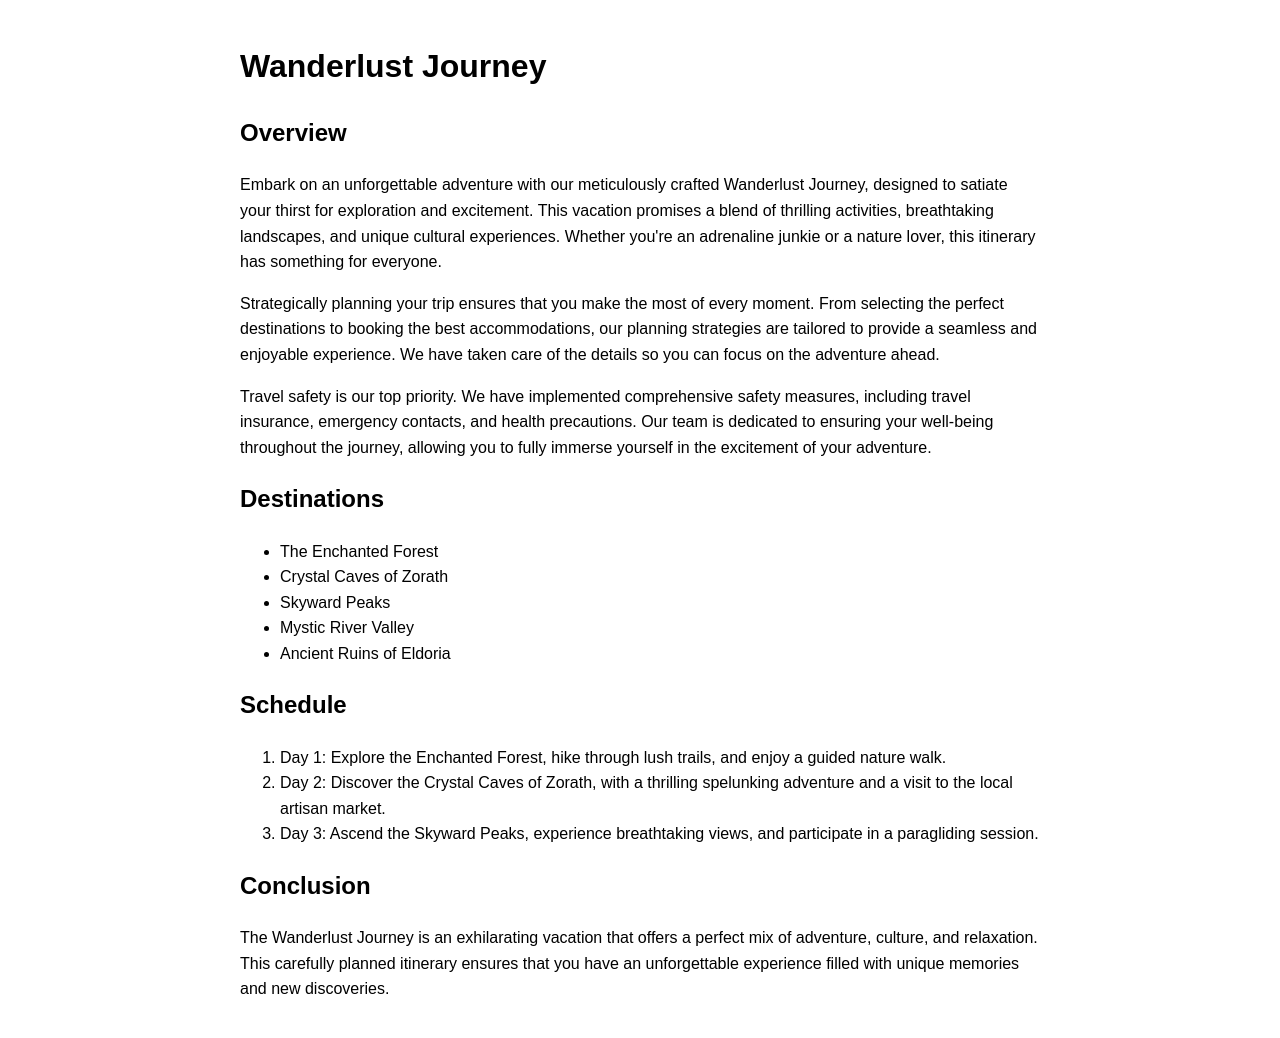 Wanderlust Journey
Overview
Embark on an unforgettable adventure with our meticulously crafted Wanderlust Journey, designed to satiate
your thirst for exploration and excitement. This vacation promises a blend of thrilling activities, breathtaking
landscapes, and unique cultural experiences. Whether you're an adrenaline junkie or a nature lover, this itinerary
has something for everyone.
Strategically planning your trip ensures that you make the most of every moment. From selecting the perfect
destinations to booking the best accommodations, our planning strategies are tailored to provide a seamless and
enjoyable experience. We have taken care of the details so you can focus on the adventure ahead.
Travel safety is our top priority. We have implemented comprehensive safety measures, including travel
insurance, emergency contacts, and health precautions. Our team is dedicated to ensuring your well-being
throughout the journey, allowing you to fully immerse yourself in the excitement of your adventure.
Destinations
• The Enchanted Forest
• Crystal Caves of Zorath
• Skyward Peaks
• Mystic River Valley
• Ancient Ruins of Eldoria
Schedule
1. Day 1: Explore the Enchanted Forest, hike through lush trails, and enjoy a guided nature walk.
2. Day 2: Discover the Crystal Caves of Zorath, with a thrilling spelunking adventure and a visit to the local
artisan market.
3. Day 3: Ascend the Skyward Peaks, experience breathtaking views, and participate in a paragliding session.
Conclusion
The Wanderlust Journey is an exhilarating vacation that offers a perfect mix of adventure, culture, and relaxation.
This carefully planned itinerary ensures that you have an unforgettable experience filled with unique memories
and new discoveries.